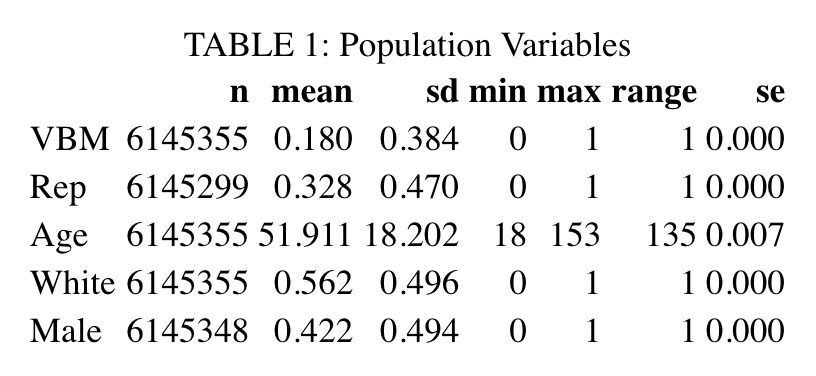 TABLE 1: Population Variables
n mean sd min max range se
VBM 6145355 0.180 0.384 0 1 1 0.000
Rep 6145299 0.328 0.470 0 1 1 0.000
Age 6145355 51.911 18.202 18 153 135 0.007
White 6145355 0.562 0.496 0 1 1 0.000
Male 6145348 0.422 0.494 0 1 1 0.000